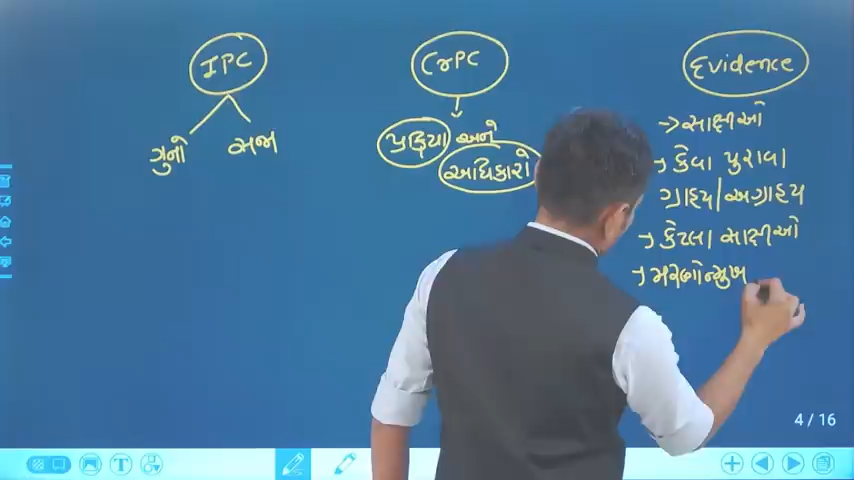 IPC
ગુનો સજા
CrPC
પ્રક્રિયા અને
અધિકારો
Evidence
→ સાક્ષીઓ
→ કેવા પુરાવા
ગ્રાહ્ય/અગ્રાહ્ય
→ કેટલા સાક્ષીઓ
→ મરણોન્મુખ
4 / 16